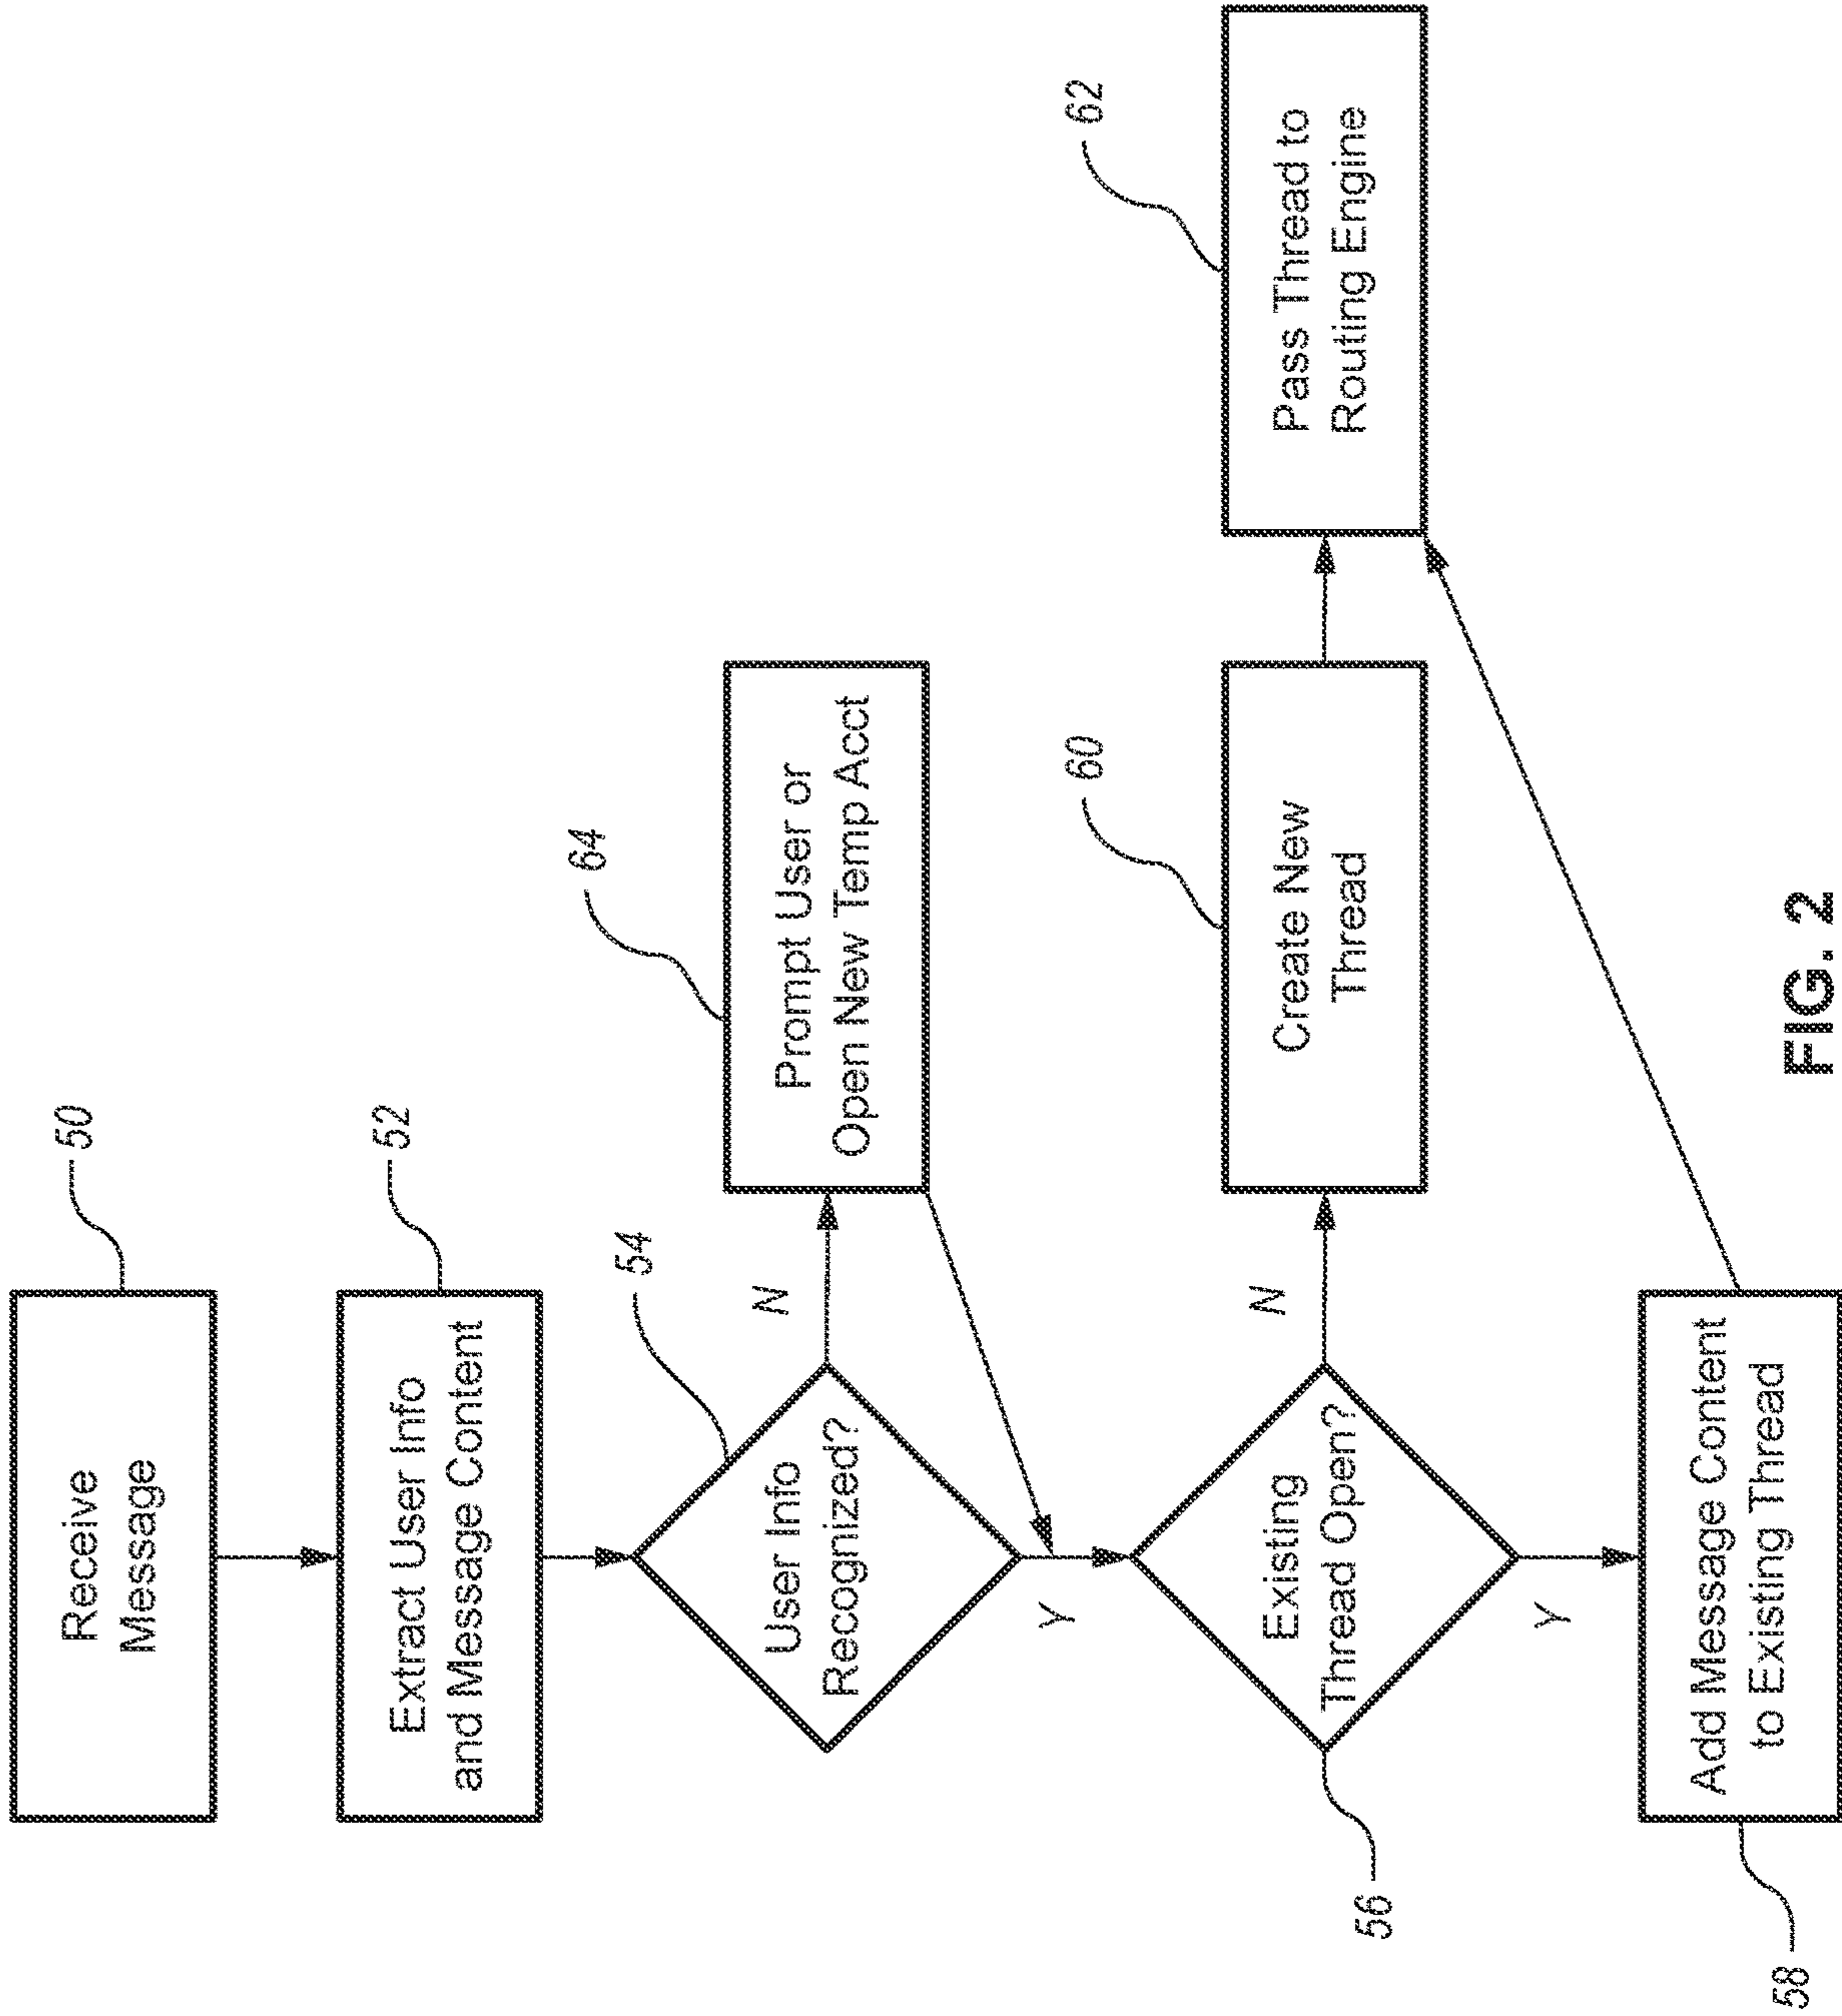 50
Receive
Message
52
Extract User Info
and Message Content
54
User Info
Recognized?
N
Y
64
Prompt User or
Open New Temp Acct
56
Existing
Thread Open?
N
Y
60
Create New
Thread
62
Pass Thread to
Routing Engine
58
Add Message Content
to Existing Thread
FIG. 2